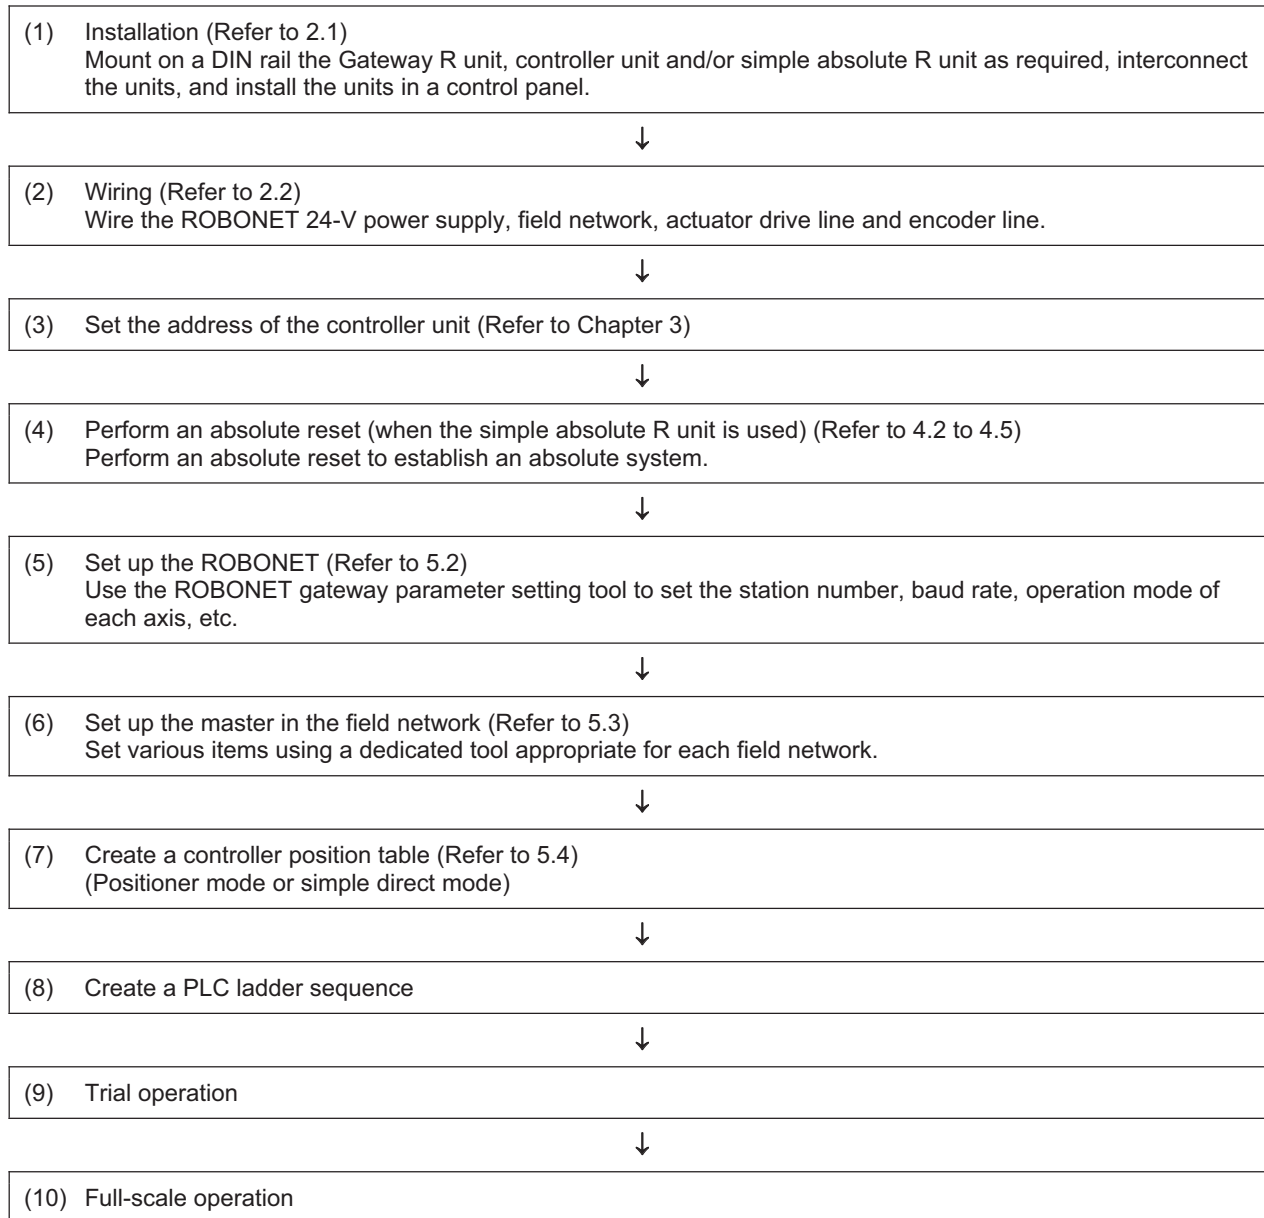 (1) Installation (Refer to 2.1)
Mount on a DIN rail the Gateway R unit, controller unit and/or simple absolute R unit as required, interconnect
the units, and install the units in a control panel.
↓
(2) Wiring (Refer to 2.2)
Wire the ROBONET 24-V power supply, field network, actuator drive line and encoder line.
↓
(3) Set the address of the controller unit (Refer to Chapter 3)
↓
(4) Perform an absolute reset (when the simple absolute R unit is used) (Refer to 4.2 to 4.5)
Perform an absolute reset to establish an absolute system.
↓
(5) Set up the ROBONET (Refer to 5.2)
Use the ROBONET gateway parameter setting tool to set the station number, baud rate, operation mode of
each axis, etc.
↓
(6) Set up the master in the field network (Refer to 5.3)
Set various items using a dedicated tool appropriate for each field network.
↓
(7) Create a controller position table (Refer to 5.4)
(Positioner mode or simple direct mode)
↓
(8) Create a PLC ladder sequence
↓
(9) Trial operation
↓
(10) Full-scale operation